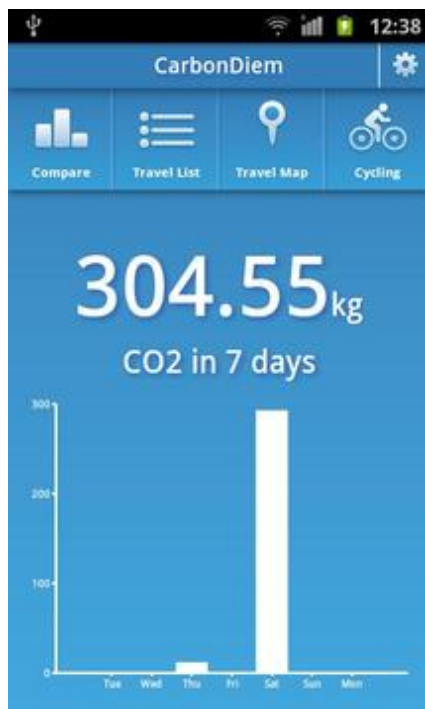 12:38
CarbonDiem
Compare Travel List Travel Map Cycling
304.55kg
CO2 in 7 days
300
200
100
0
Tue Wed Thu Fri Sat Sun Mon